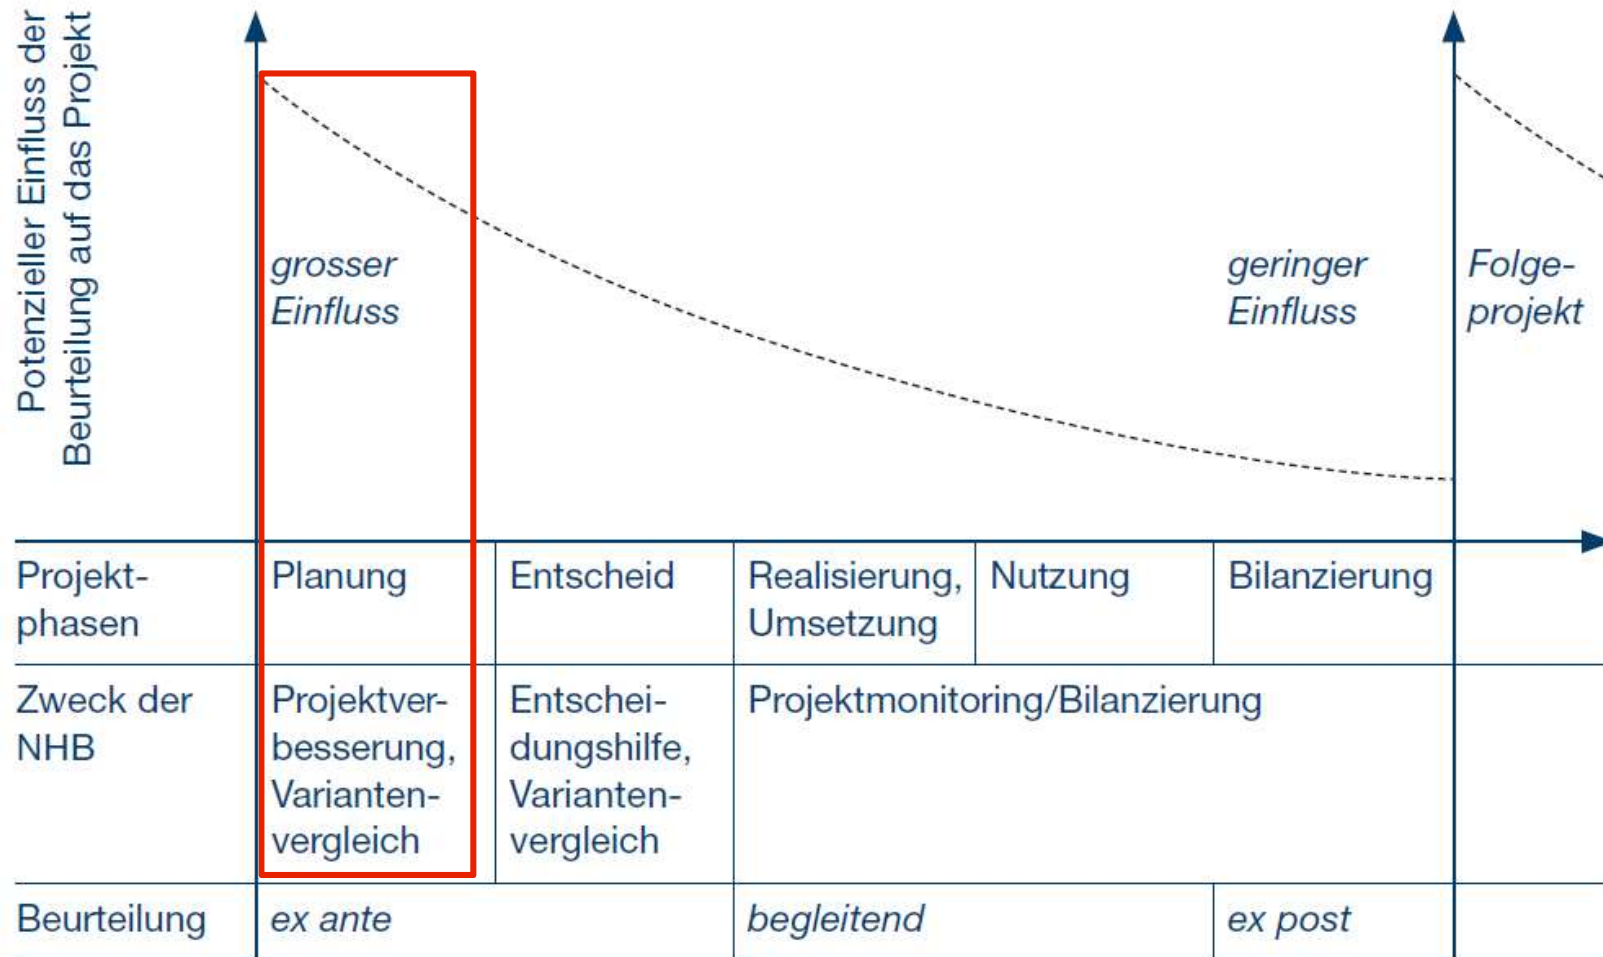 Potenzieller Einfluss der
Beurteilung auf das Projekt
grosser
Einfluss
geringer
Einfluss
Folge-
projekt
Projekt-
phasen
Planung
Entscheid
Realisierung,
Umsetzung
Nutzung
Bilanzierung
Zweck der
NHB
Projektver-
besserung,
Varianten-
vergleich
Entschei-
dungshilfe,
Varianten-
vergleich
Projektmonitoring/Bilanzierung
Beurteilung
ex ante
begleitend
ex post